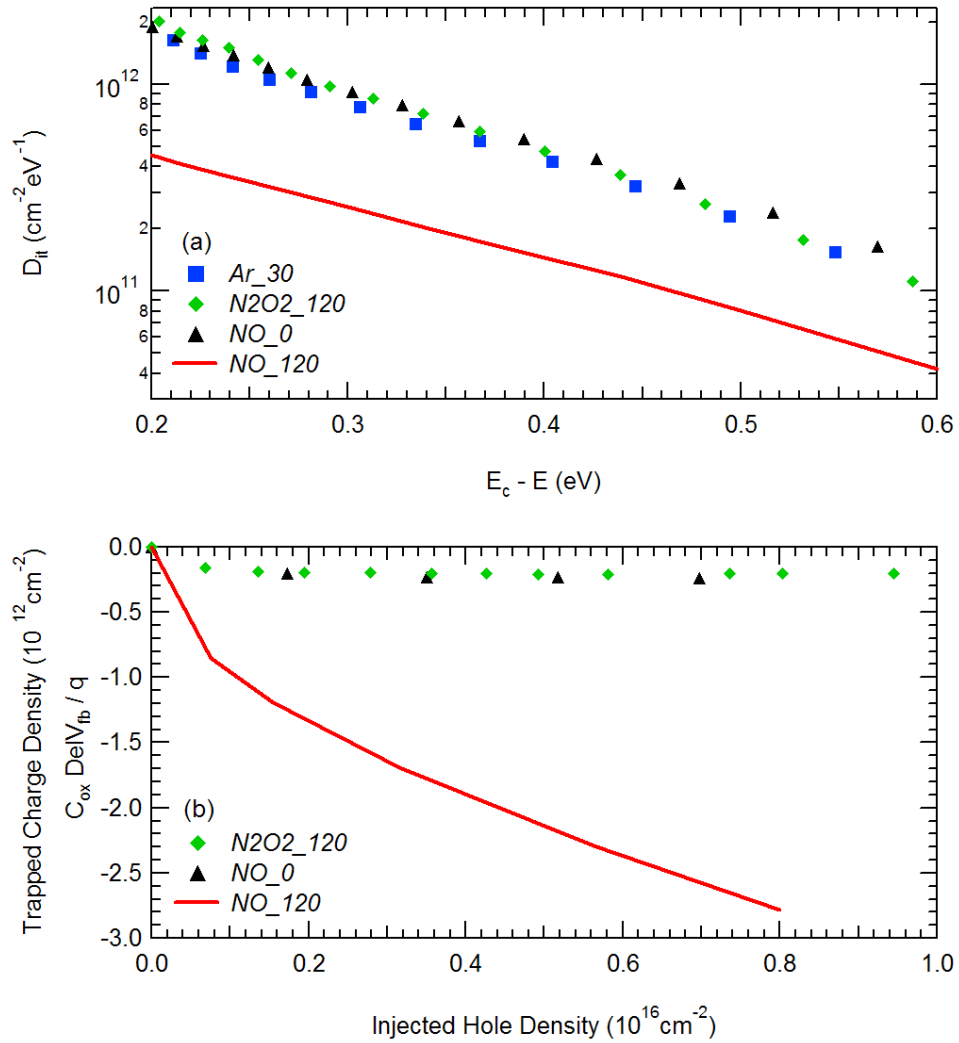 2
10¹²
8
6
4
2
10¹¹
8
6
4
Dᵢₜ (cm⁻²eV⁻¹)
(a)
Ar_30
N2O2_120
NO_0
NO_120
0.2 0.3 0.4 0.5 0.6
E_c - E (eV)
0.0
-0.5
-1.0
-1.5
-2.0
-2.5
-3.0
Trapped Charge Density (10¹²cm⁻²)
C_ox DelV_fb / q
(b)
N2O2_120
NO_0
NO_120
0.0 0.2 0.4 0.6 0.8 1.0
Injected Hole Density (10¹⁶cm⁻²)